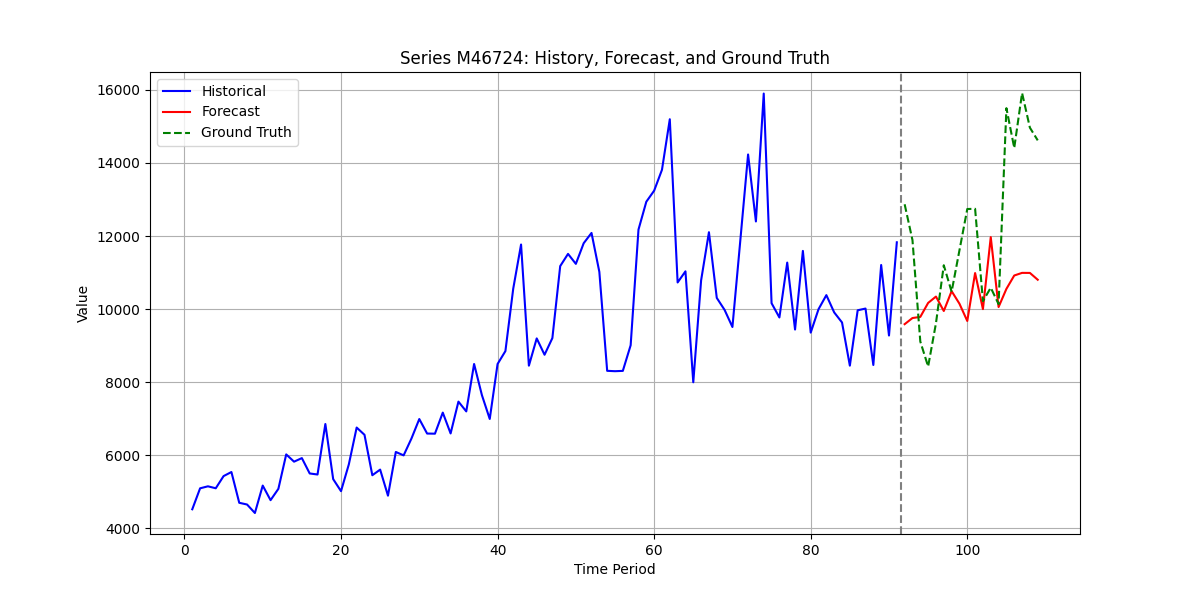 Series M46724: History, Forecast, and Ground Truth
Historical
Forecast
Ground Truth
16000
14000
12000
10000
8000
6000
4000
Value
0 20 40 60 80 100
Time Period